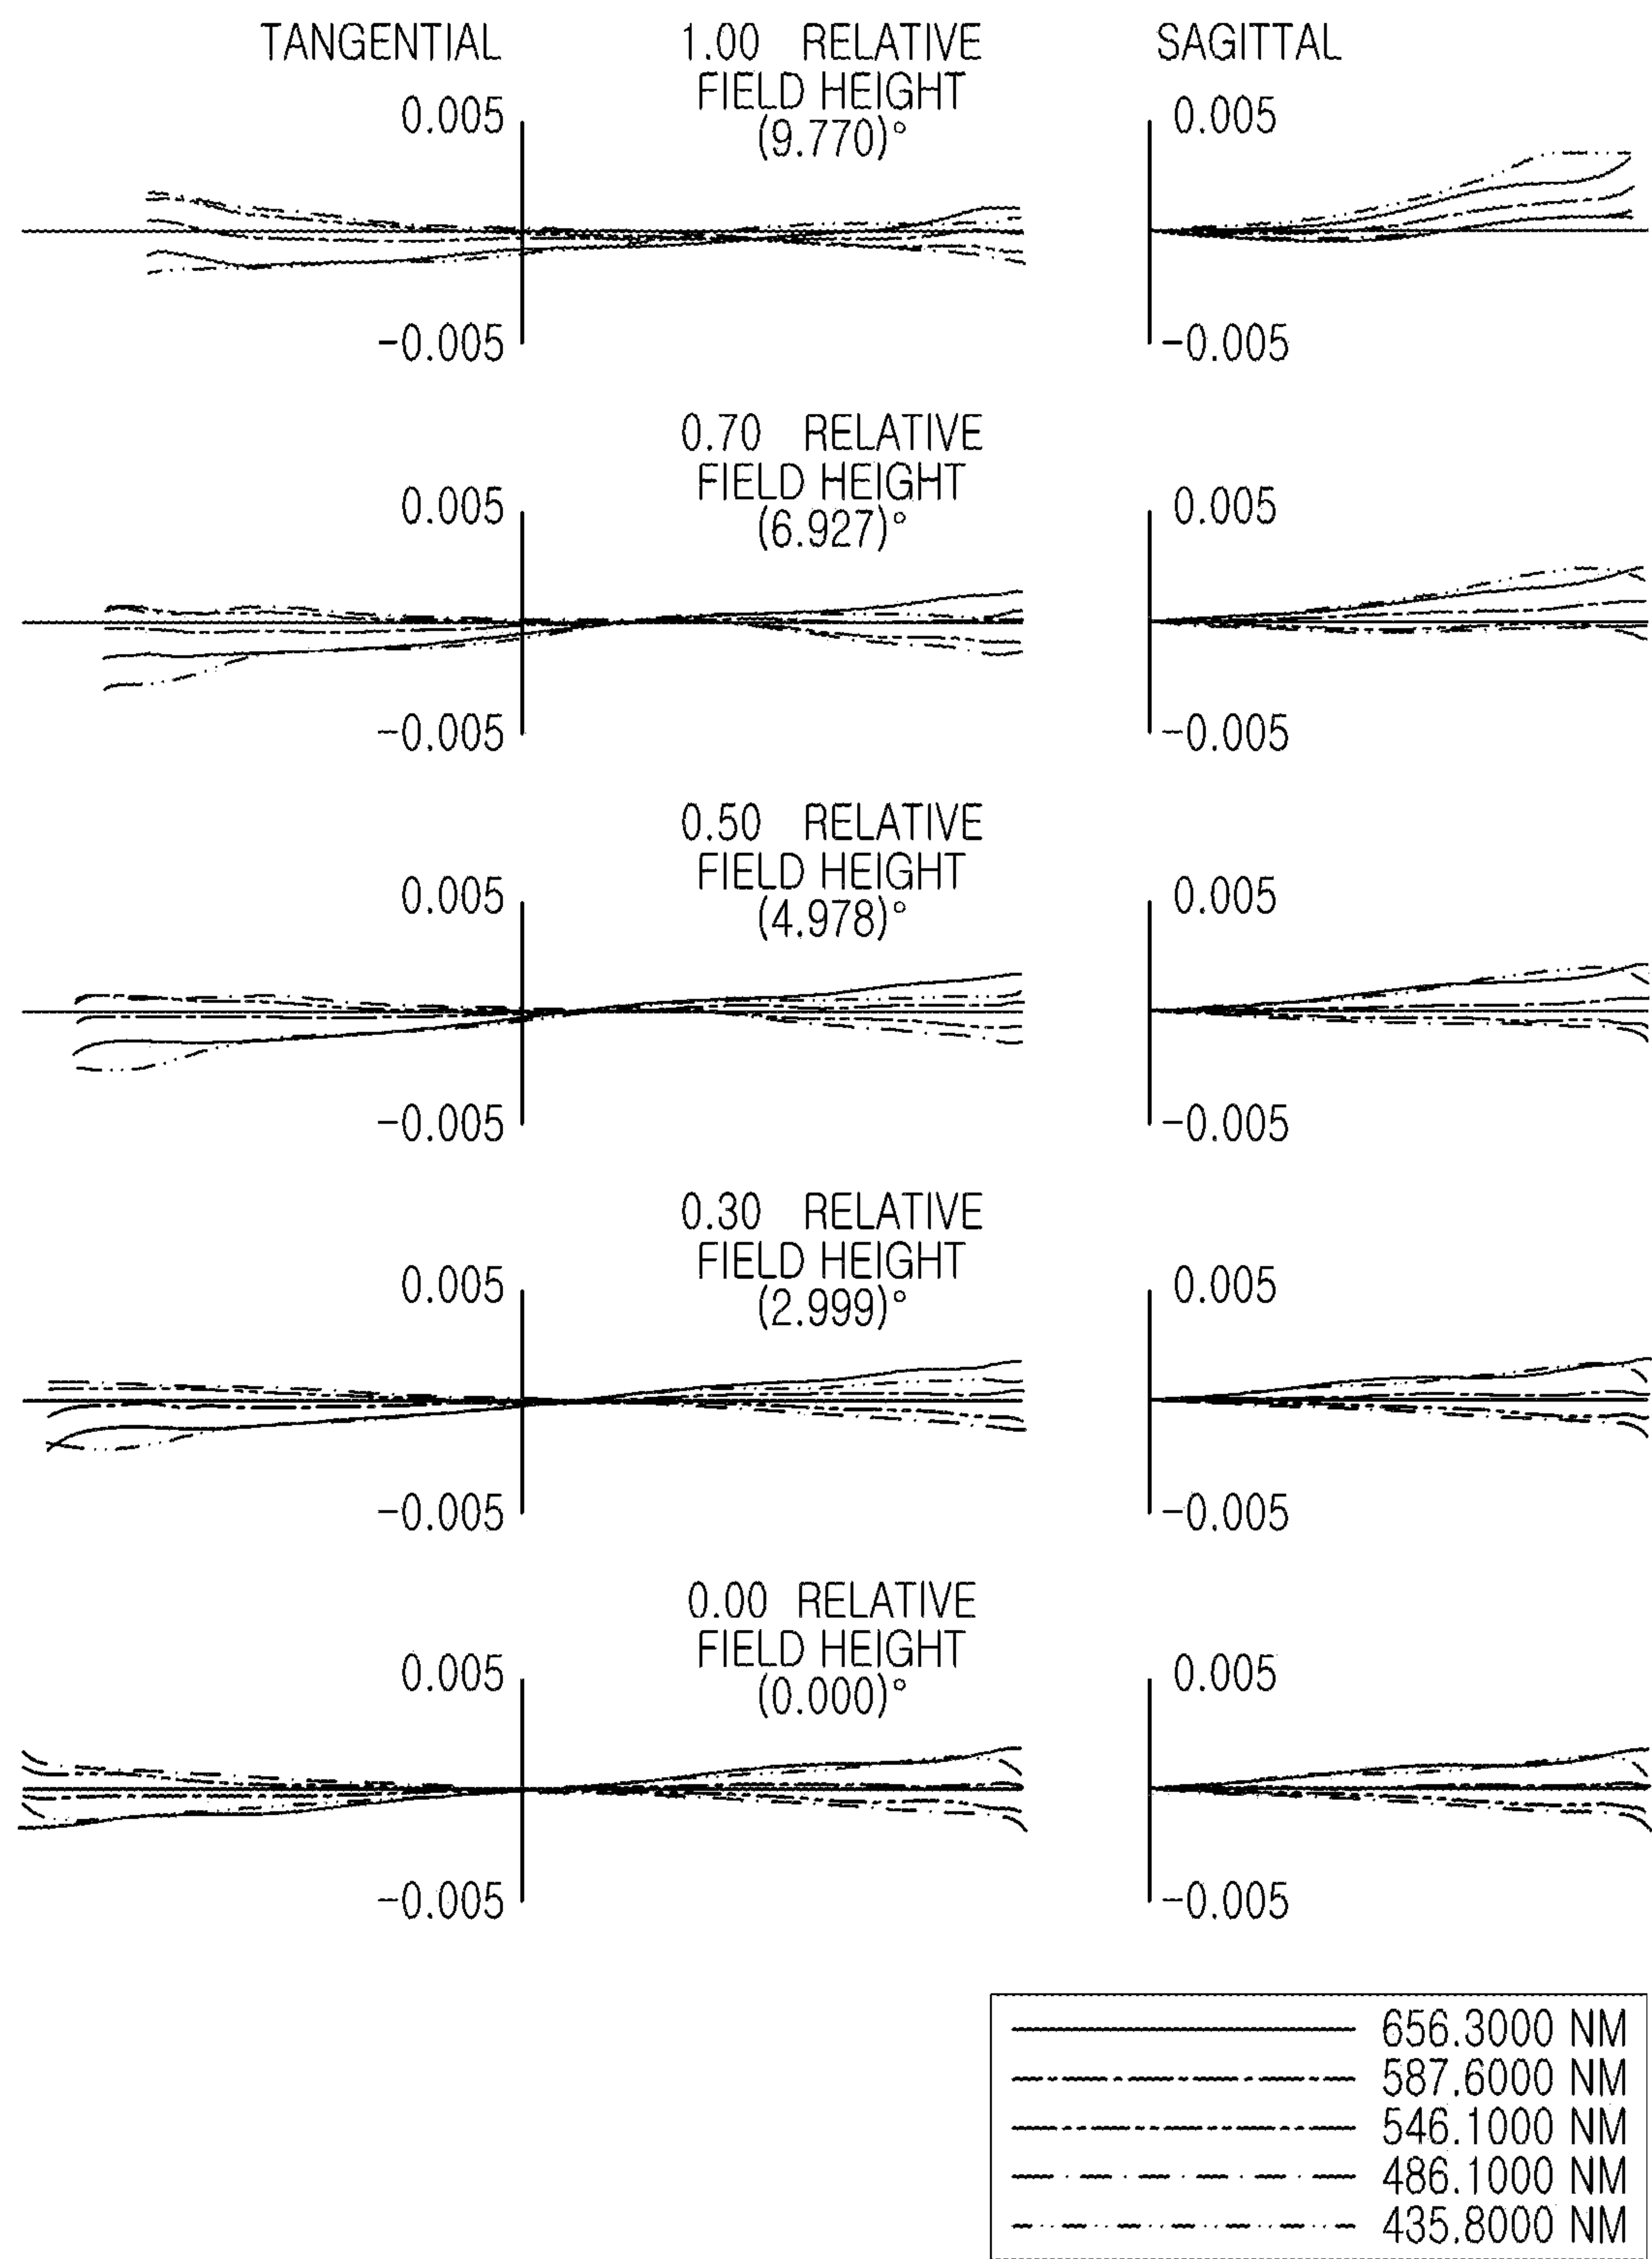 TANGENTIAL 1.00 RELATIVE SAGITTAL
FIELD HEIGHT
0.005 (9.770)° 0.005
-0.005 -0.005
0.70 RELATIVE
FIELD HEIGHT
0.005 (6.927)° 0.005
-0.005 -0.005
0.50 RELATIVE
FIELD HEIGHT
0.005 (4.978)° 0.005
-0.005 -0.005
0.30 RELATIVE
FIELD HEIGHT
0.005 (2.999)° 0.005
-0.005 -0.005
0.00 RELATIVE
FIELD HEIGHT
0.005 (0.000)° 0.005
-0.005 -0.005
656.3000 NM
587.6000 NM
546.1000 NM
486.1000 NM
435.8000 NM